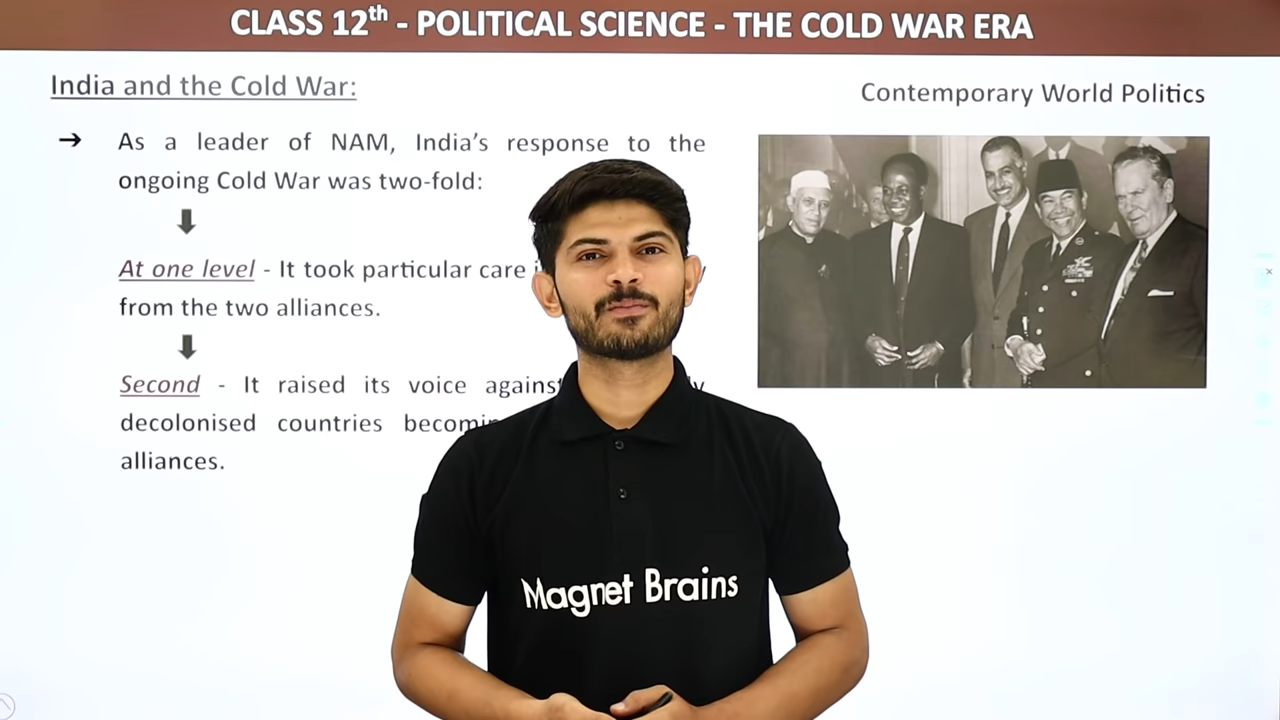 CLASS 12th - POLITICAL SCIENCE - THE COLD WAR ERA
India and the Cold War:
Contemporary World Politics
➔ As a leader of NAM, India's response to the
ongoing Cold War was two-fold:
At one level - It took particular care
from the two alliances.
Second - It raised its voice against
decolonised countries
alliances.
Magnet Brains